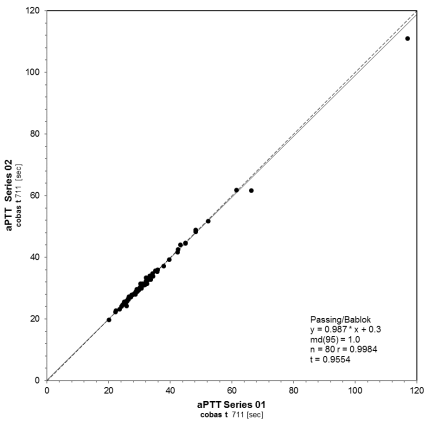 120
100
80
60
40
20
0
aPTT Series 02
cobas t 711 [sec]
Passing/Bablok
y = 0.987 * x + 0.3
md(95) = 1.0
n = 80 r = 0.9984
t = 0.9554
0 20 40 60 80 100 120
aPTT Series 01
cobas t 711 [sec]